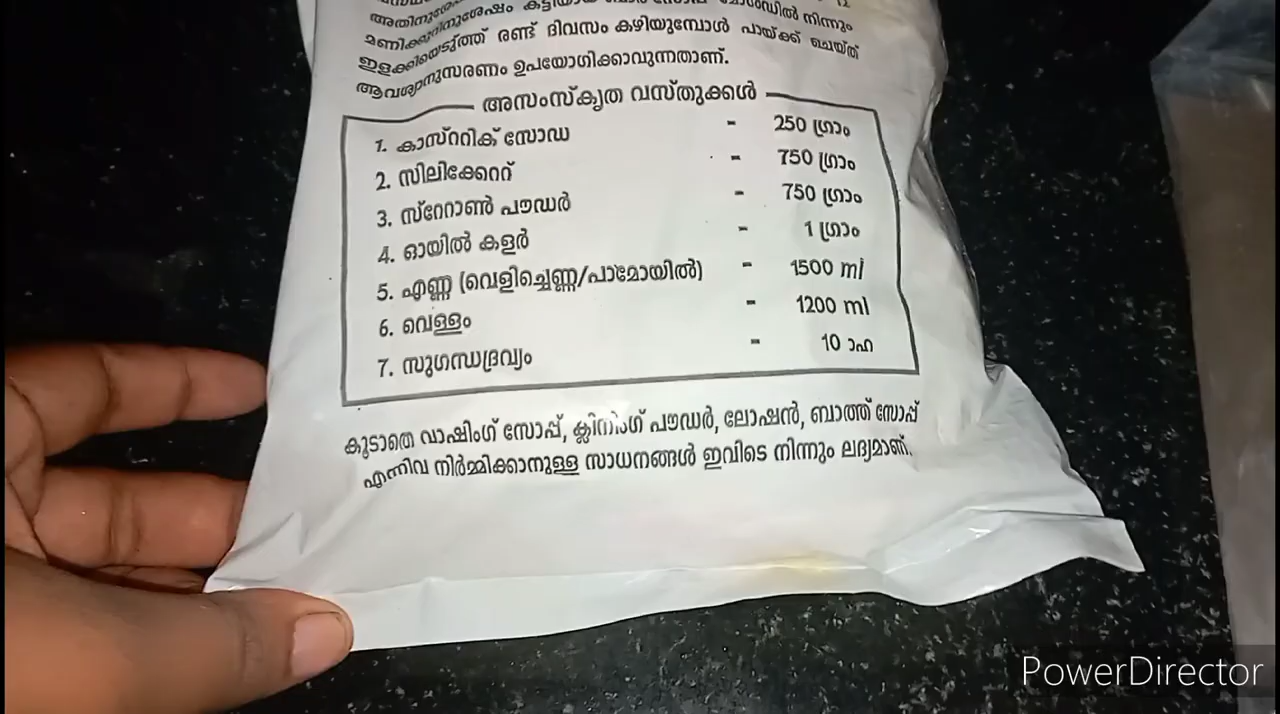 അതിനുശേഷം കട്ടിയായ ബാർ സോപ്പ് മോൾഡിൽ നിന്നും
ഇളക്കിയെടുത്ത് രണ്ട് ദിവസം കഴിയുമ്പോൾ പായ്ക്ക് ചെയ്ത്
ആവശ്യാനുസരണം ഉപയോഗിക്കാവുന്നതാണ്.
അസംസ്കൃത വസ്തുക്കൾ
1. കാസ്ററിക് സോഡ - 250 ഗ്രാം
2. സിലിക്കേററ് - 750 ഗ്രാം
3. സ്റേറാൺ പൗഡർ - 750 ഗ്രാം
4. ഓയിൽ കളർ - 1 ഗ്രാം
5. എണ്ണ (വെളിച്ചെണ്ണ/പാമോയിൽ) - 1500 ml
6. വെള്ളം - 1200 ml
7. സുഗന്ധദ്രവ്യം - 10 ാഹ
കൂടാതെ വാഷിംഗ് സോപ്പ്, ക്ലീനിംഗ് പൗഡർ, ലോഷൻ, ബാത്ത് സോപ്പ്
എന്നിവ നിർമ്മിക്കാനുള്ള സാധനങ്ങൾ ഇവിടെ നിന്നും ലഭ്യമാണ്.
PowerDirector